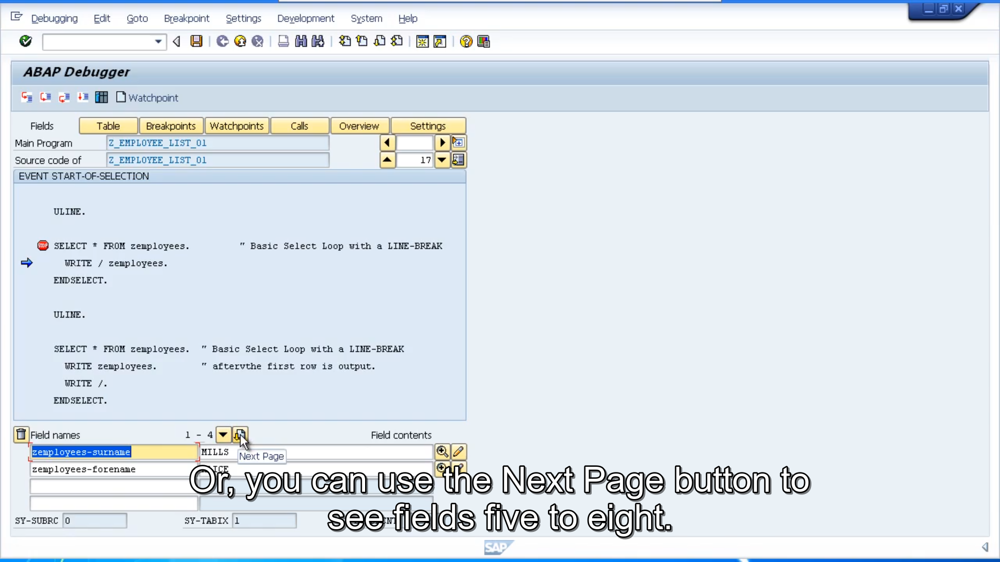 Debugging Edit Goto Breakpoint Settings Development System Help
ABAP Debugger
Watchpoint
Fields Table Breakpoints Watchpoints Calls Overview Settings
Main Program Z_EMPLOYEE_LIST_01
Source code of Z_EMPLOYEE_LIST_01 17
EVENT START-OF-SELECTION
ULINE.
STOP SELECT * FROM zemployees. " Basic Select Loop with a LINE-BREAK
WRITE / zemployees.
ENDSELECT.
ULINE.
SELECT * FROM zemployees. " Basic Select Loop with a LINE-BREAK
WRITE zemployees. " aftervthe first row is output.
WRITE /.
ENDSELECT.
Field names 1 - 4 Field contents
zemployees-surname MILLS
Next Page
zemployees-forename
Or, you can use the Next Page button to
see fields five to eight.
SY-SUBRC 0 SY-TABIX 1
SAP